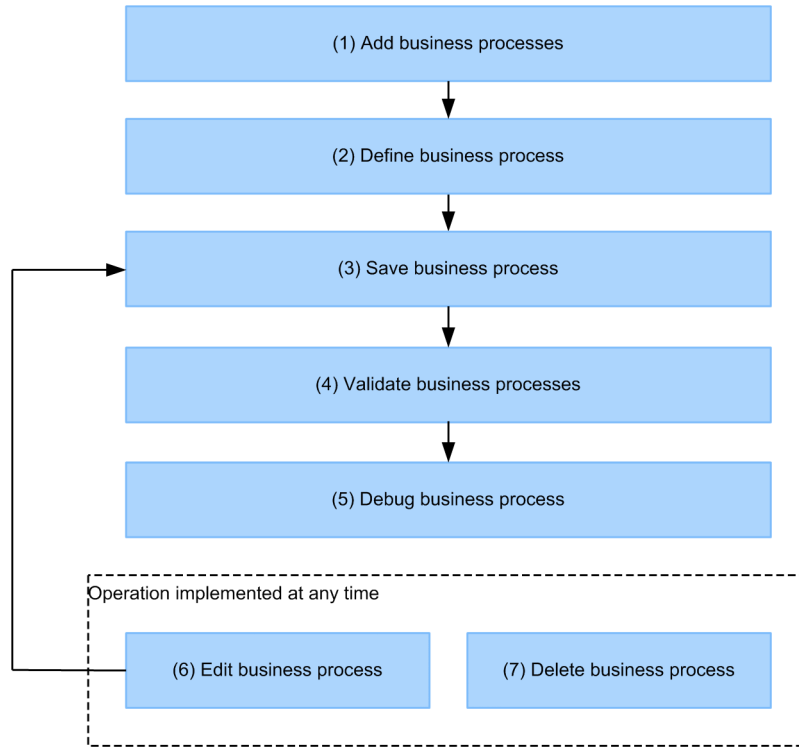 (1) Add business processes
(2) Define business process
(3) Save business process
(4) Validate business processes
(5) Debug business process
Operation implemented at any time
(6) Edit business process
(7) Delete business process